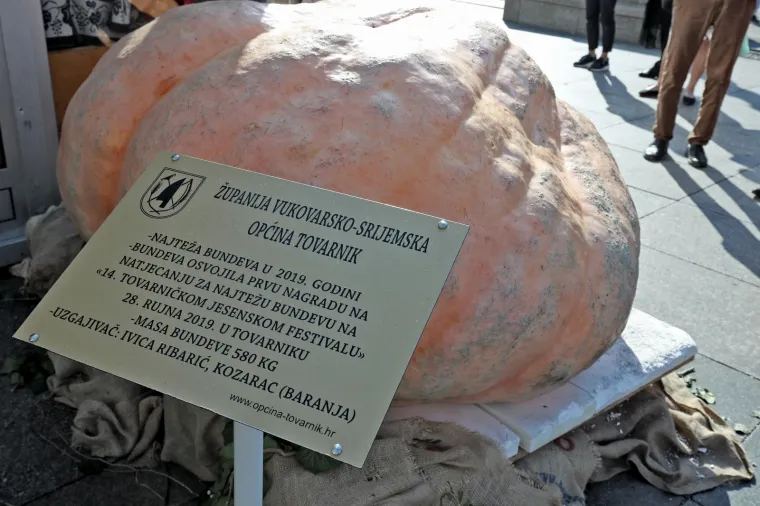 ŽUPANIJA VUKOVARSKO-SRIJEMSKA
OPĆINA TOVARNIK
-NAJTEŽA BUNDEVA U 2019. GODINI
-BUNDEVA OSVOJILA PRVU NAGRADU NA
NATJECANJU ZA NAJTEŽU BUNDEVU NA
«14. TOVARNIČKOM JESENSKOM FESTIVALU»
28. RUJNA 2019. U TOVARNIKU
-MASA BUNDEVE 580 KG
-UZGAJIVAČ: IVICA RIBARIĆ, KOZARAC (BARANJA)
www.opcina-tovarnik.hr